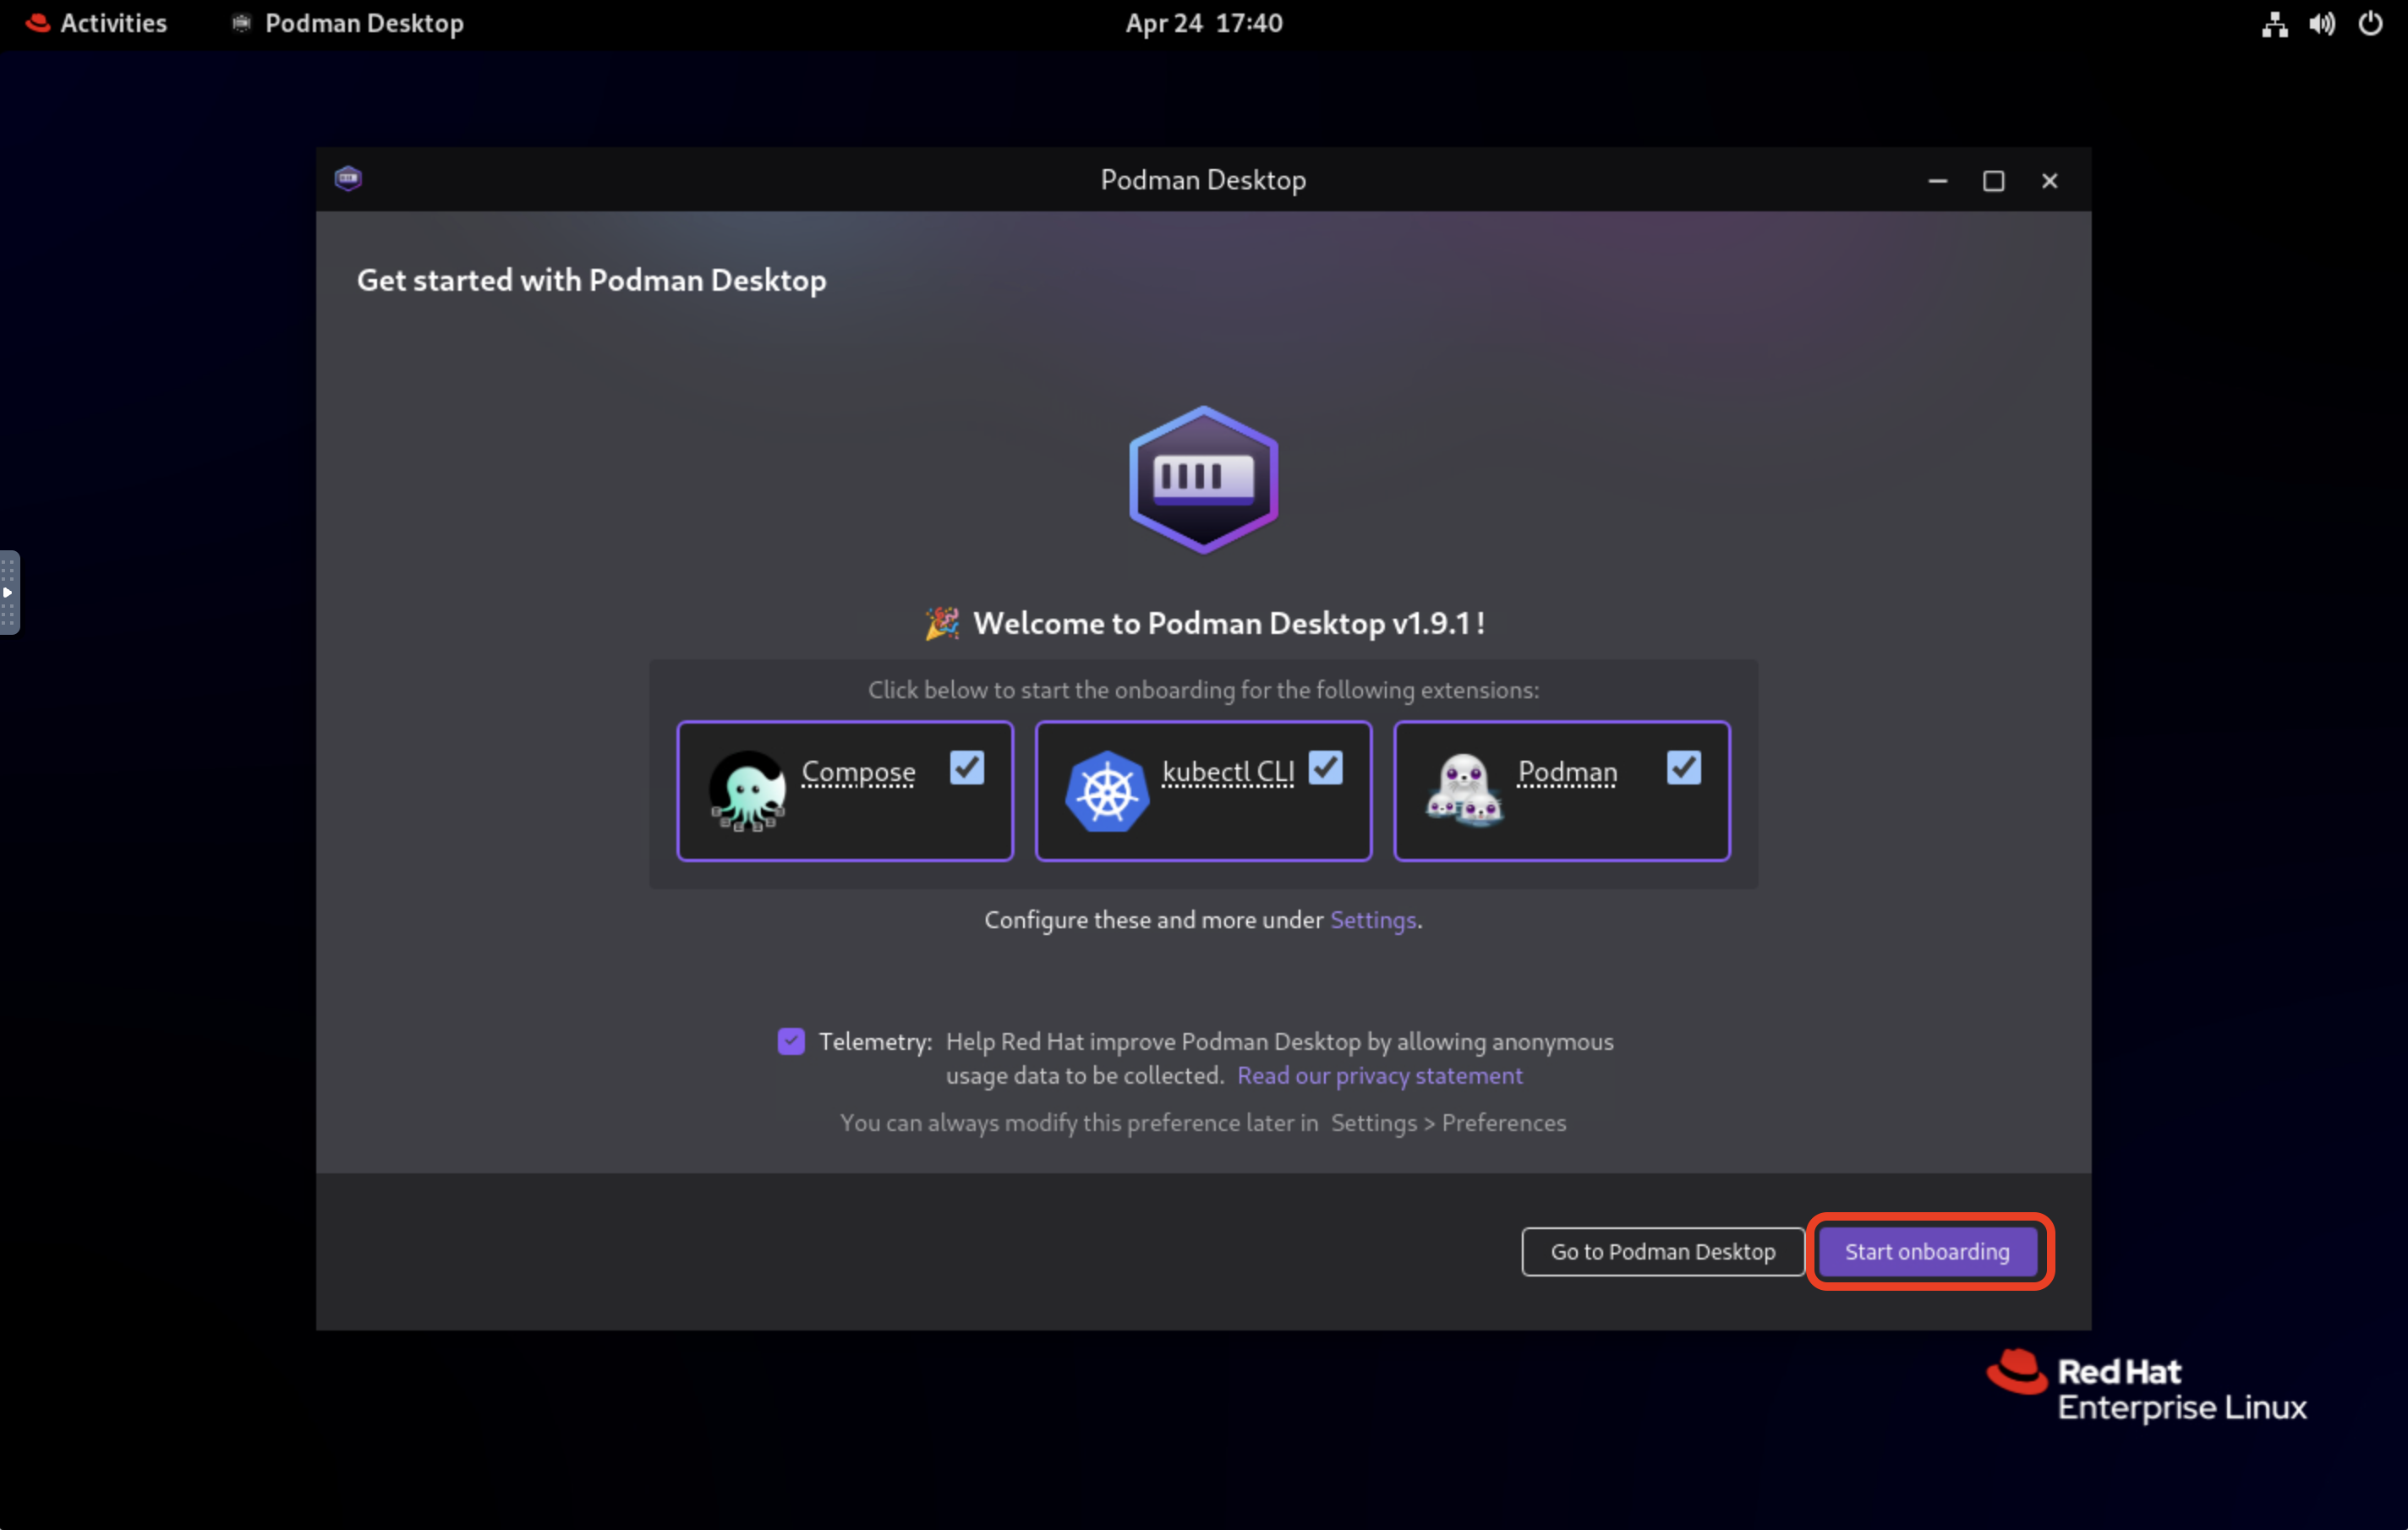 Activities
Podman Desktop
Apr 24 17:40
Podman Desktop
Get started with Podman Desktop
Welcome to Podman Desktop v1.9.1 !
Click below to start the onboarding for the following extensions:
Compose
kubectl CLI
Podman
Configure these and more under Settings.
Telemetry: Help Red Hat improve Podman Desktop by allowing anonymous
usage data to be collected. Read our privacy statement
You can always modify this preference later in Settings > Preferences
Go to Podman Desktop
Start onboarding
Red Hat
Enterprise Linux